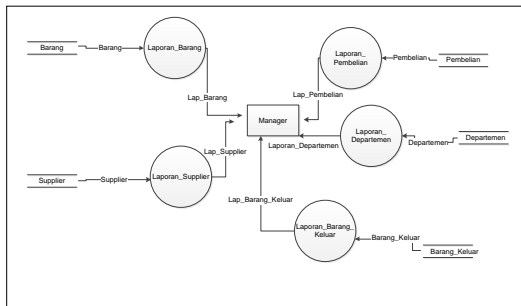 Barang
Barang
Laporan_Barang
Lap_Barang
Laporan_
Pembelian
Pembelian
Pembelian
Lap_Pembelian
Manager
Laporan_
Departemen
Departemen
Departemen
Laporan_Departemen
Lap_Supplier
Supplier
Supplier
Laporan_Supplier
Lap_Barang_Keluar
Laporan_Barang_
Keluar
Barang_Keluar
Barang_Keluar